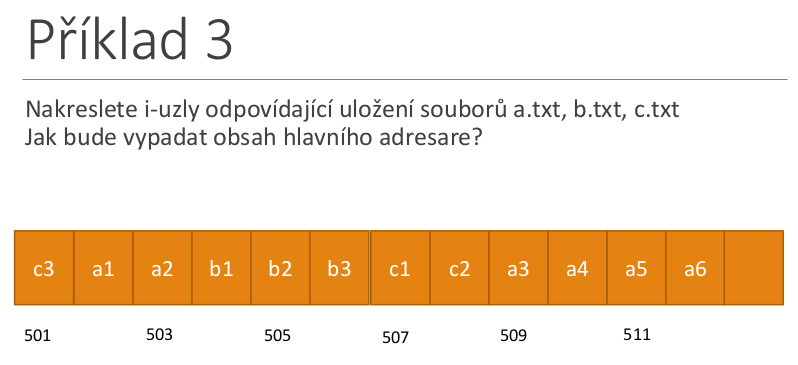 Příklad 3
Nakreslete i-uzly odpovídající uložení souborů a.txt, b.txt, c.txt
Jak bude vypadat obsah hlavního adresare?
c3 a1 a2 b1 b2 b3 c1 c2 a3 a4 a5 a6
501 503 505 507 509 511